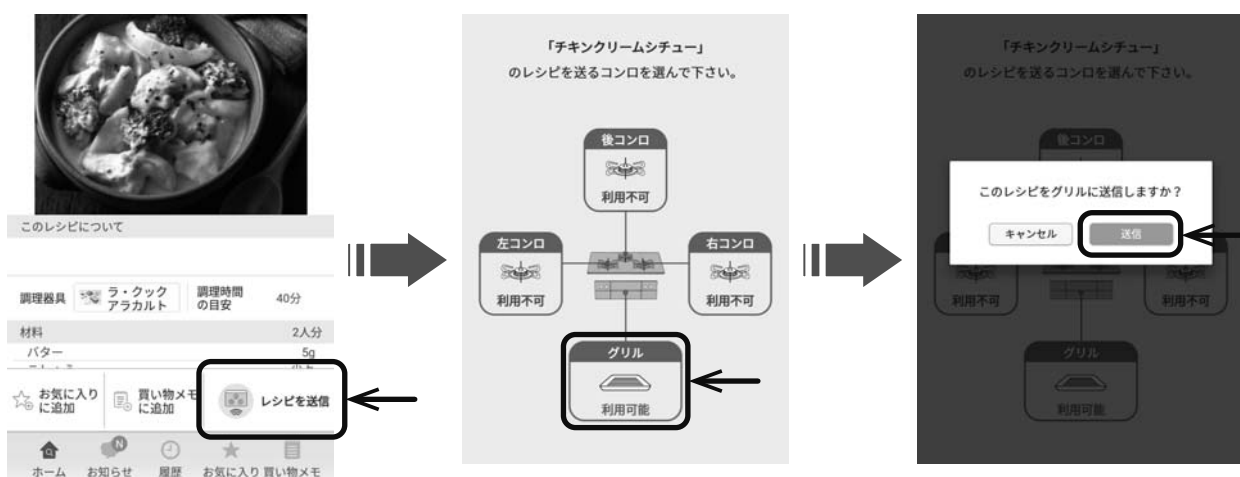 このレシピについて
調理器具
ラ・クック
アラカルト
調理時間
の目安
40分
材料
2人分
バター
5g
お気に入り
に追加
買い物メモ
に追加
レシピを送信
N
ホーム
お知らせ
履歴
お気に入り
買い物メモ
「チキンクリームシチュー」
のレシピを送るコンロを選んで下さい。
後コンロ
利用不可
左コンロ
利用不可
右コンロ
利用不可
グリル
利用可能
「チキンクリームシチュー」
のレシピを送るコンロを選んで下さい。
後コンロ
このレシピをグリルに送信しますか?
キャンセル
送信
利用不可
利用不可
グリル
利用可能